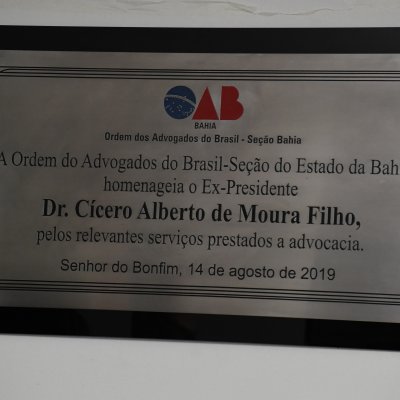 OAB
BAHIA
Ordem dos Advogados do Brasil - Seção Bahia
A Ordem do Advogados do Brasil-Seção do Estado da Bahi
homenageia o Ex-Presidente
Dr. Cícero Alberto de Moura Filho,
pelos relevantes serviços prestados a advocacia.
Senhor do Bonfim, 14 de agosto de 2019